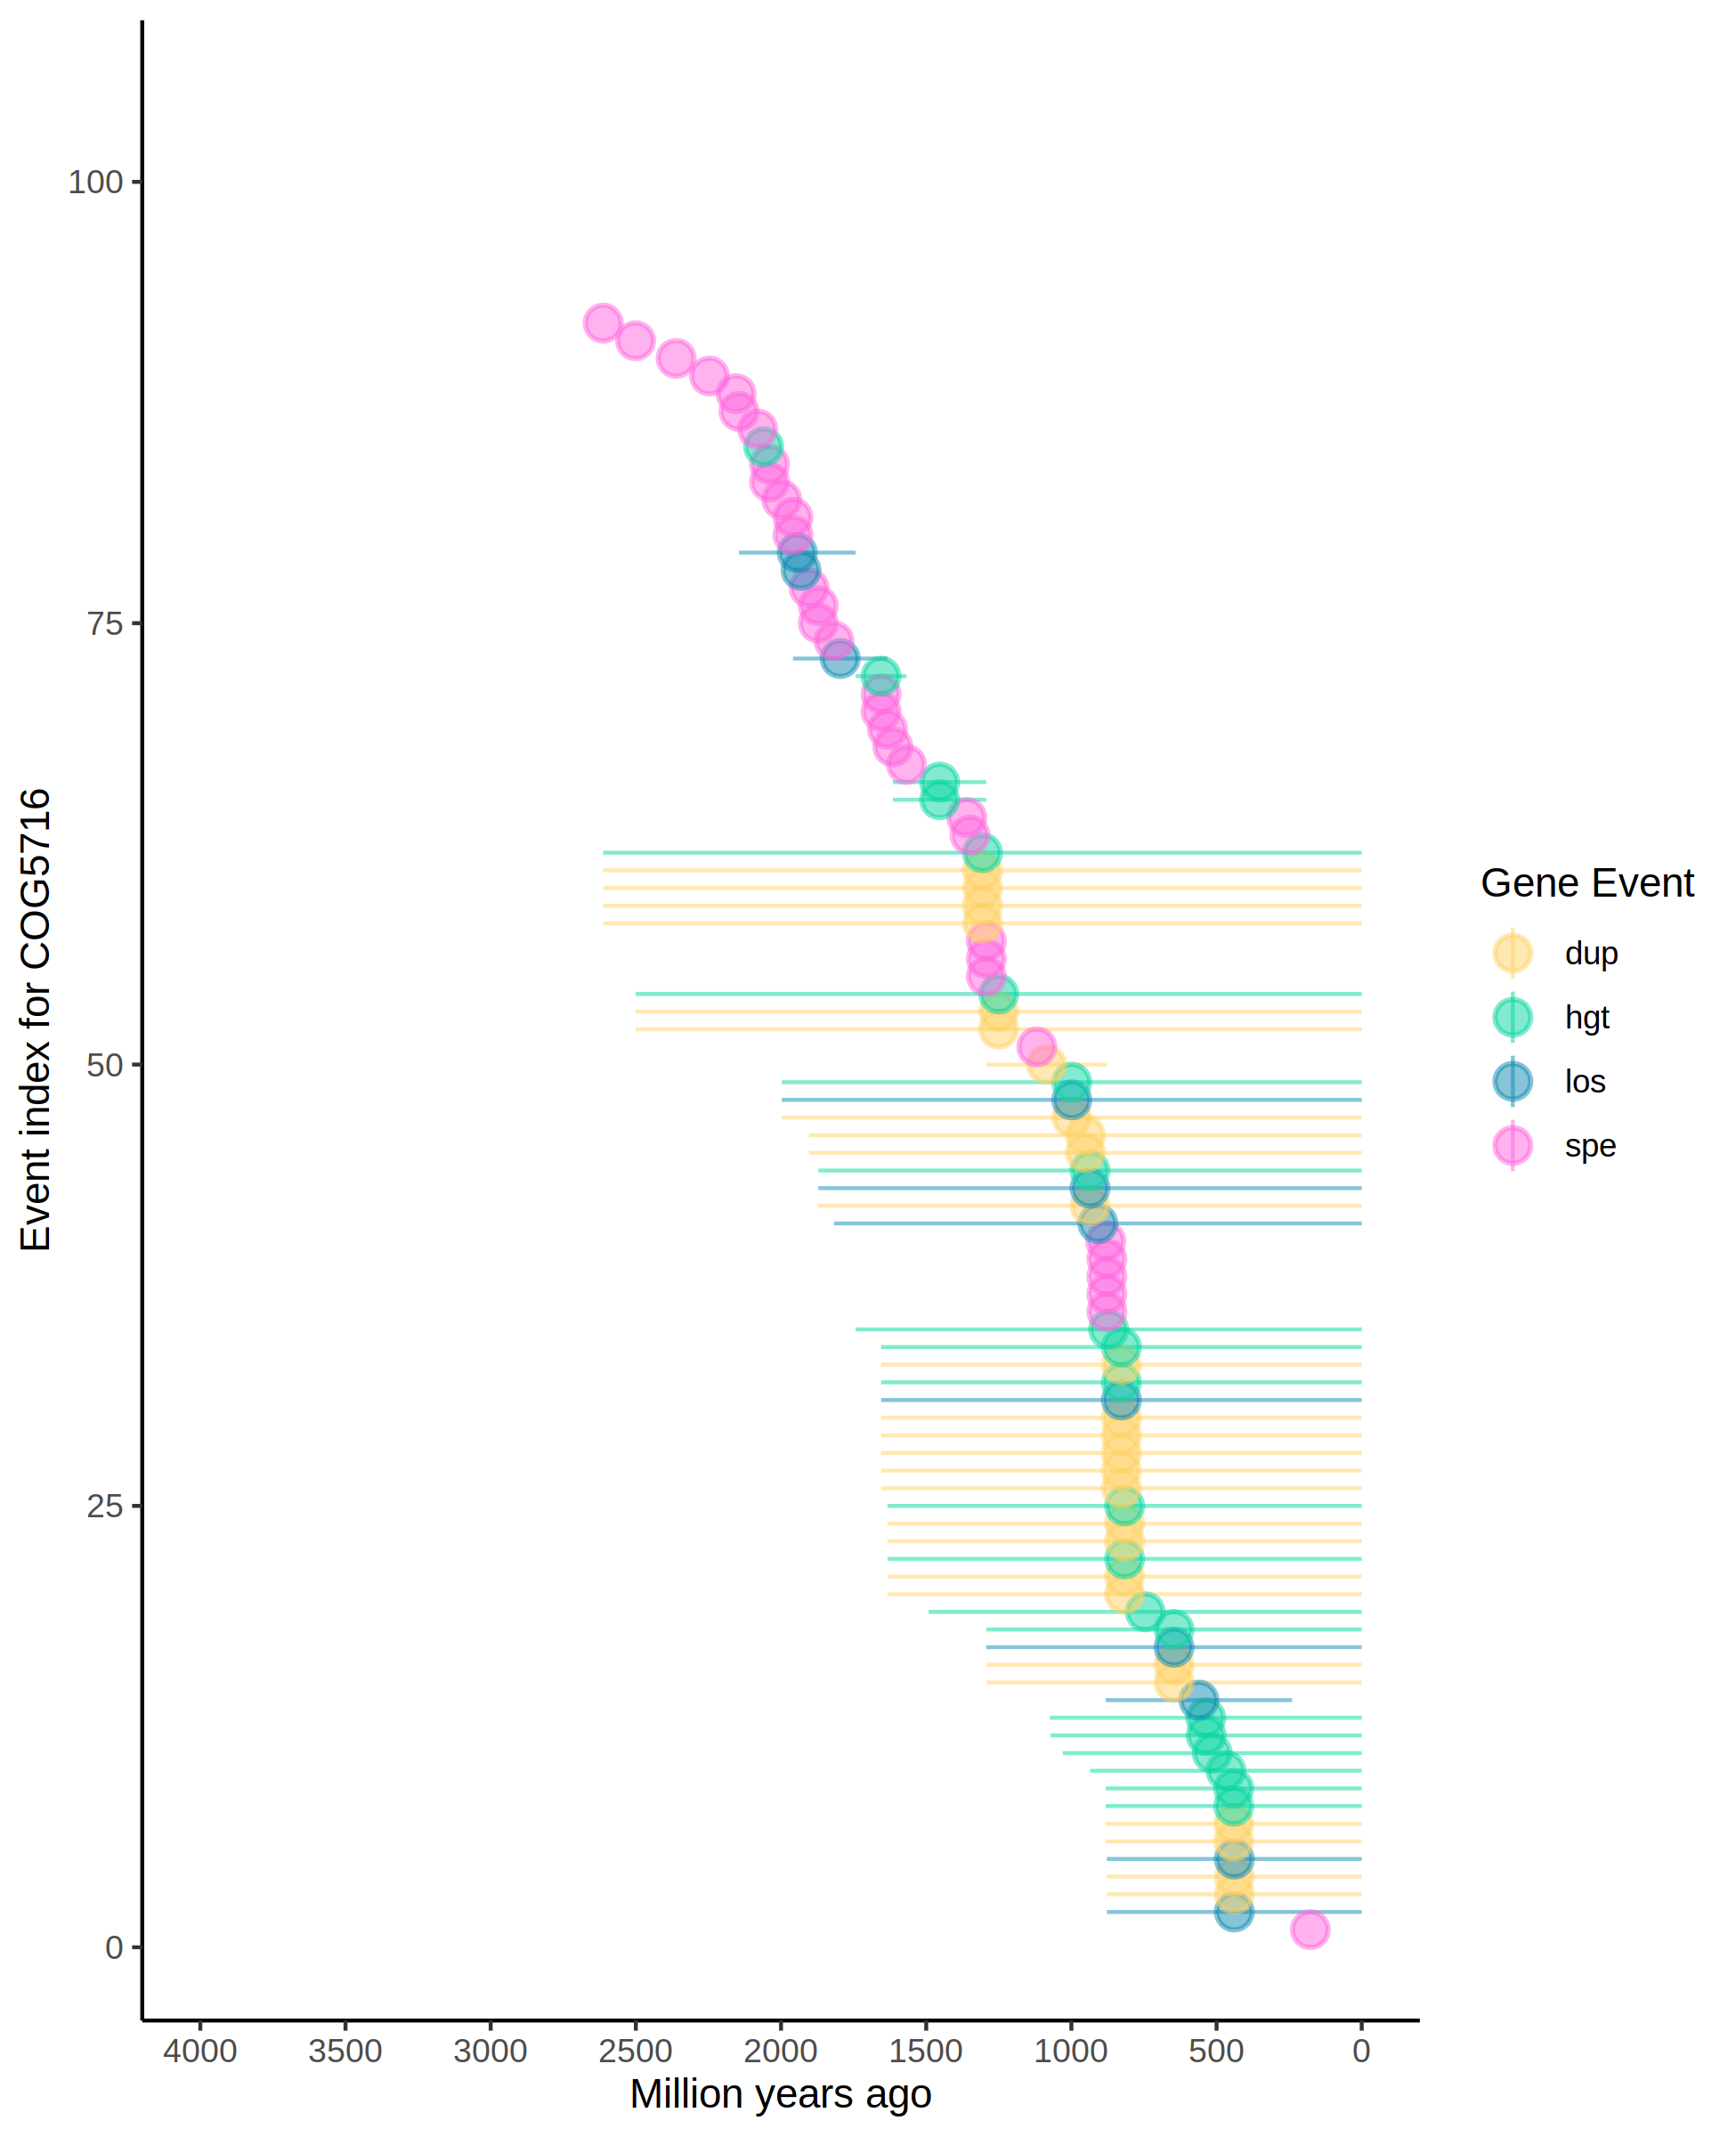 100
75
50
25
0
Event index for COG5716
4000 3500 3000 2500 2000 1500 1000 500 0
Million years ago
Gene Event
dup
hgt
los
spe